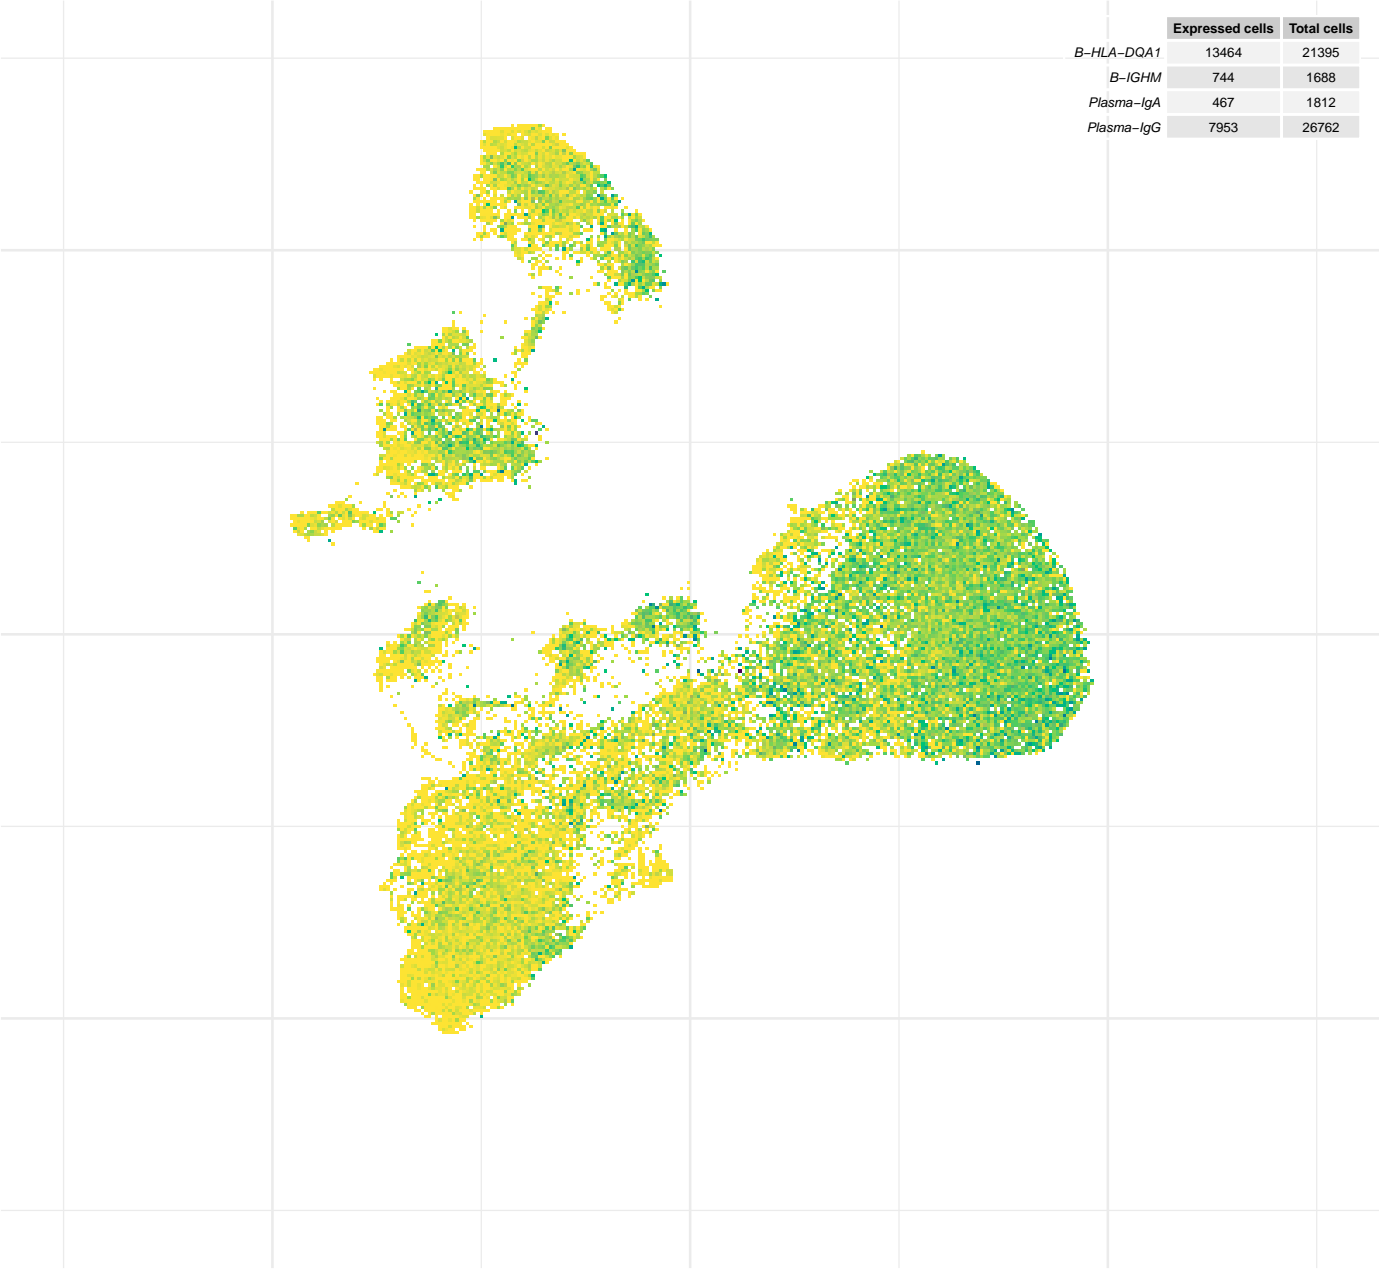 Expressed cells Total cells
B−HLA−DQA1 13464 21395
B−IGHM 744 1688
Plasma−IgA 467 1812
Plasma−IgG 7953 26762